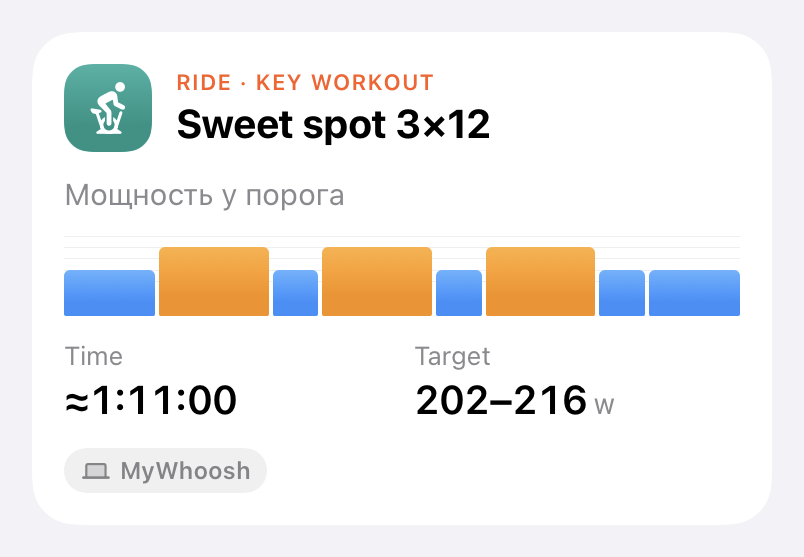 RIDE · KEY WORKOUT
Sweet spot 3×12
Мощность у порога
Time
≈1:11:00
Target
202–216 W
MyWhoosh